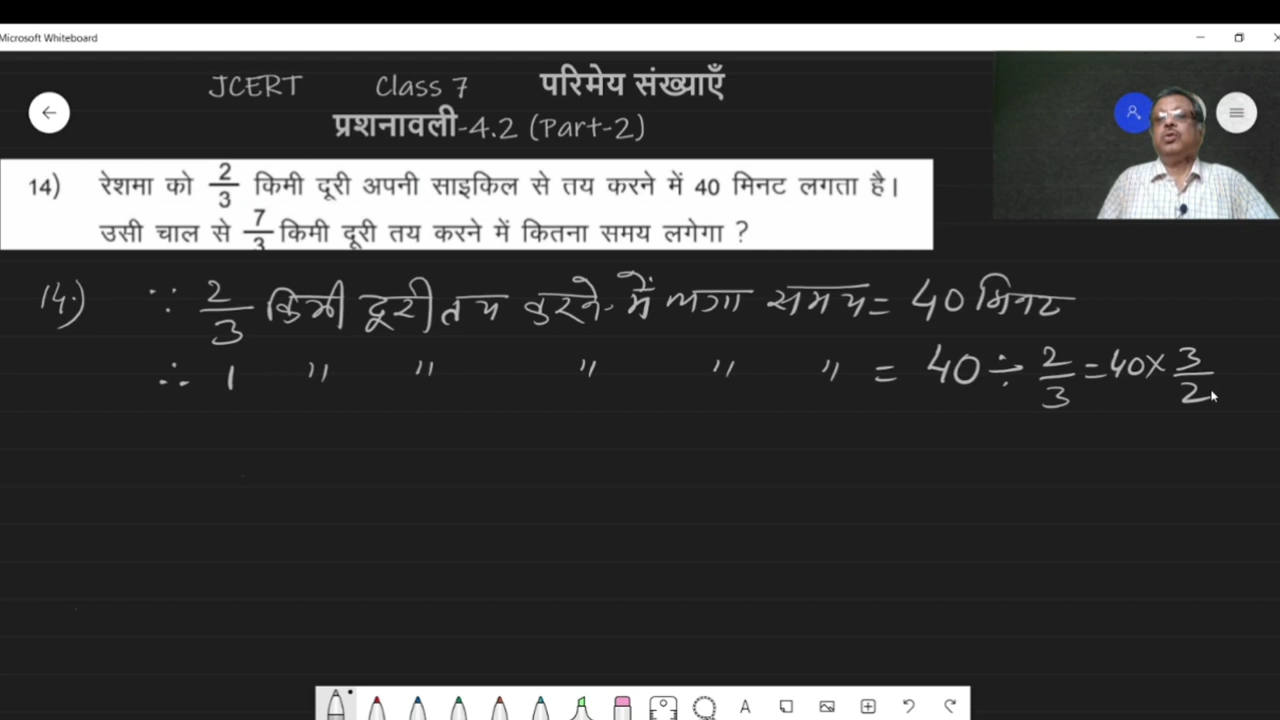 Microsoft Whiteboard
JCERT Class 7 परिमेय संख्याएँ
प्रशनावली-4.2 (Part-2)
14) रेशमा को 2/3 किमी दूरी अपनी साइकिल से तय करने में 40 मिनट लगता है।
उसी चाल से 7/3 किमी दूरी तय करने में कितना समय लगेगा ?
14.) ∵ 2/3 किमी दूरी तय करने में लगा समय = 40 मिनट
∴ 1 " " " " " = 40 ÷ 2/3 = 40 × 3/2
A